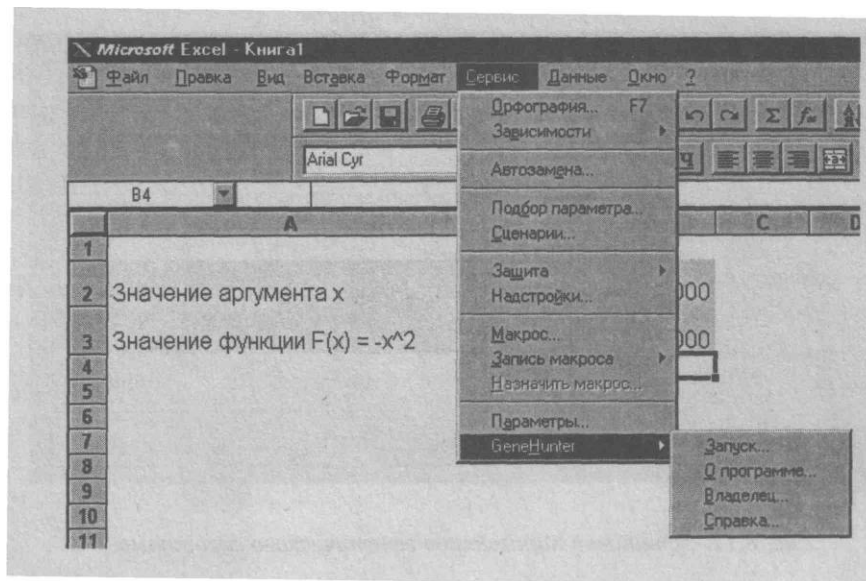 Microsoft Excel - Книга1
Файл Правка Вид Вставка Формат Сервис Данные Окно ?
Arial Cyr
B4
A C D
1
2 Значение аргумента x 000
3 Значение функции F(x) = -x^2 000
4
5
6
7
8
9
10
11
Орфография... F7
Зависимости
Автозамена...
Подбор параметра...
Сценарии...
Защита
Надстройки...
Макрос...
Запись макроса
Назначить макрос...
Параметры...
GeneHunter
Запуск...
О программе...
Владелец...
Справка...